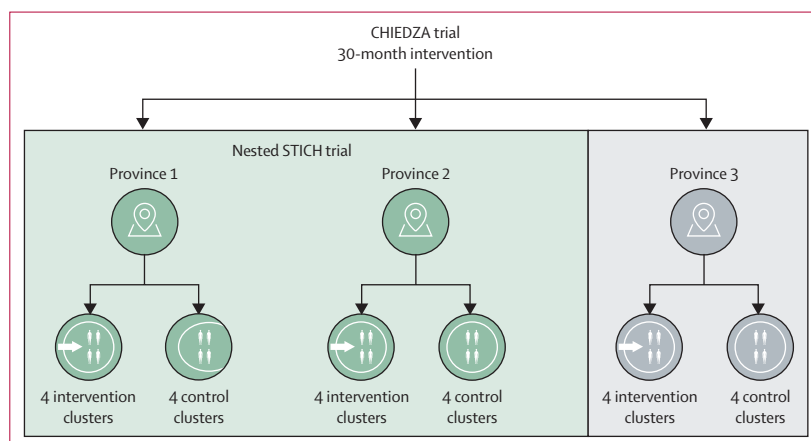 CHIEDZA trial
30-month intervention
Nested STICH trial
Province 1
Province 2
Province 3
4 intervention
clusters
4 control
clusters
4 intervention
clusters
4 control
clusters
4 intervention
clusters
4 control
clusters